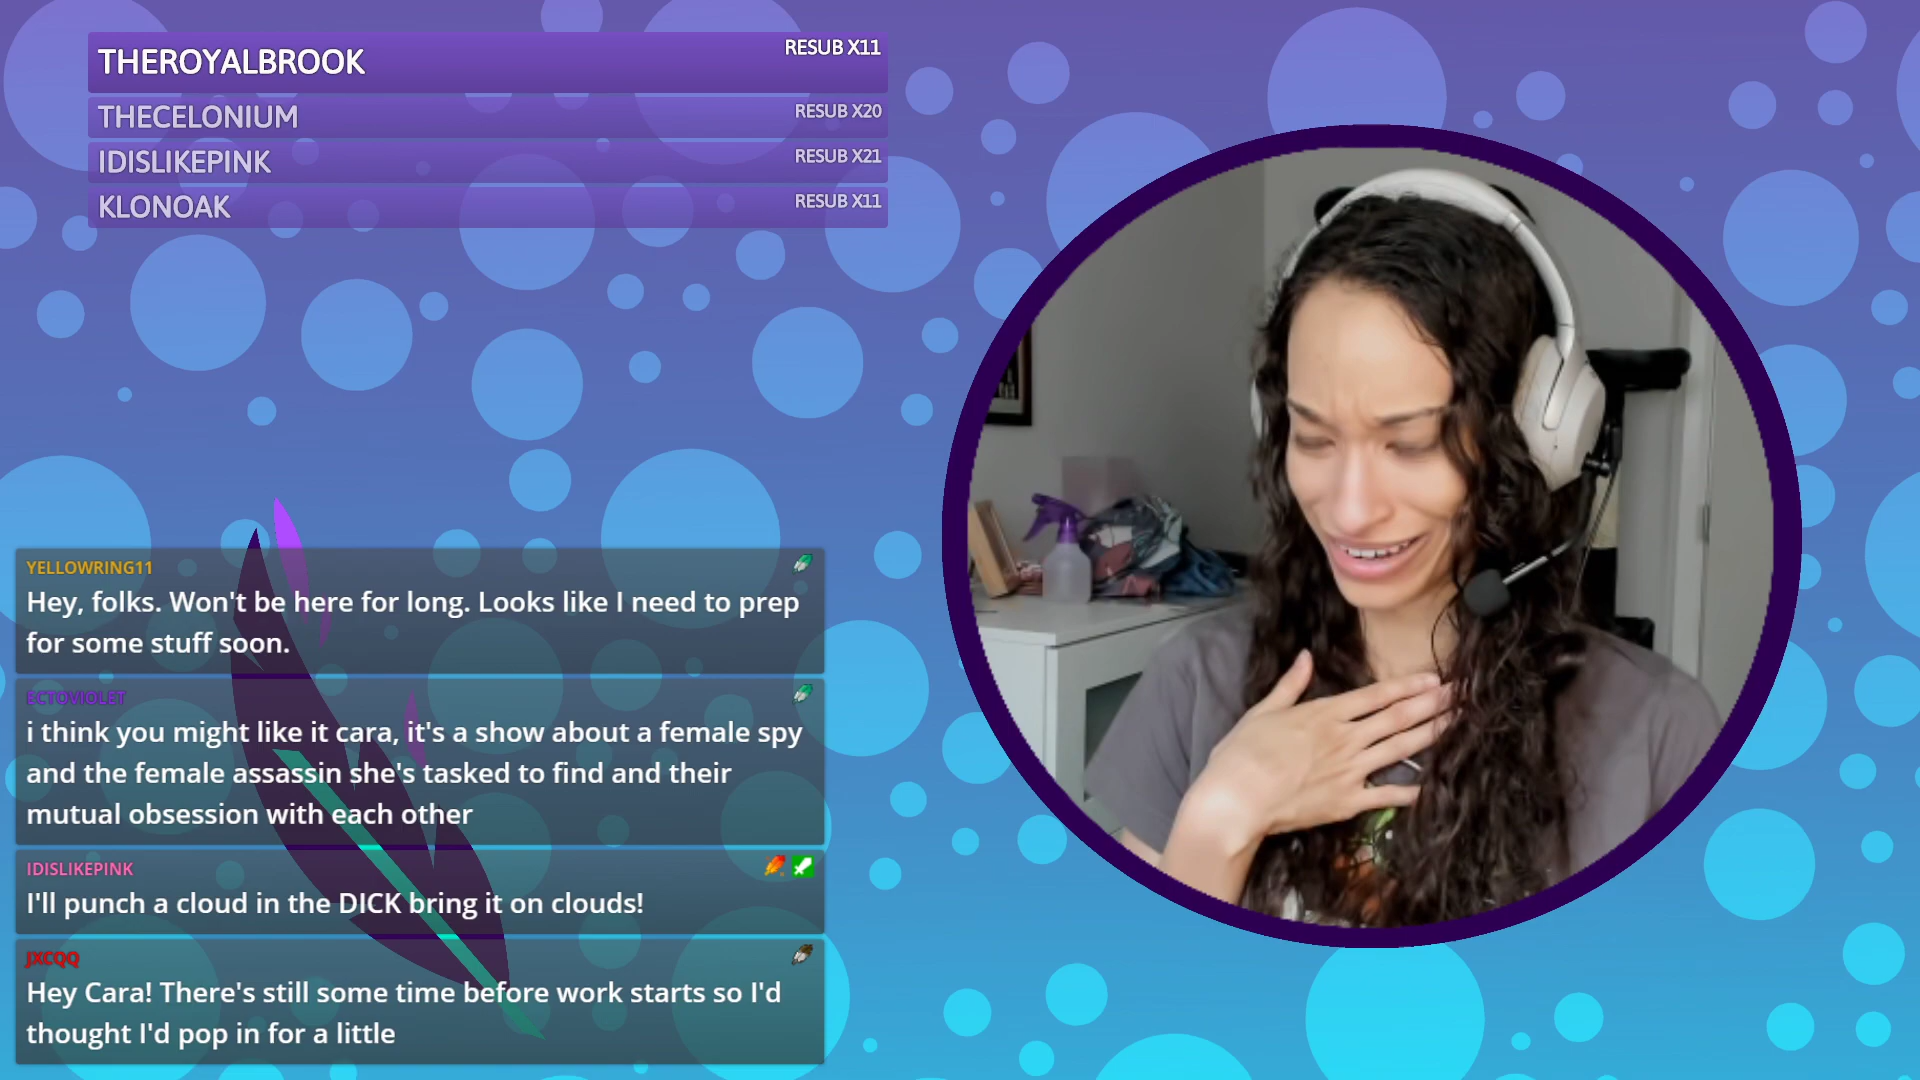 THEROYALBROOK RESUB X11
THECELONIUM RESUB X20
IDISLIKEPINK RESUB X21
KLONOAK RESUB X11
YELLOWRING11
Hey, folks. Won't be here for long. Looks like I need to prep
for some stuff soon.
ECTOVIOLET
i think you might like it cara, it's a show about a female spy
and the female assassin she's tasked to find and their
mutual obsession with each other
IDISLIKEPINK
I'll punch a cloud in the DICK bring it on clouds!
JXCQQ
Hey Cara! There's still some time before work starts so I'd
thought I'd pop in for a little